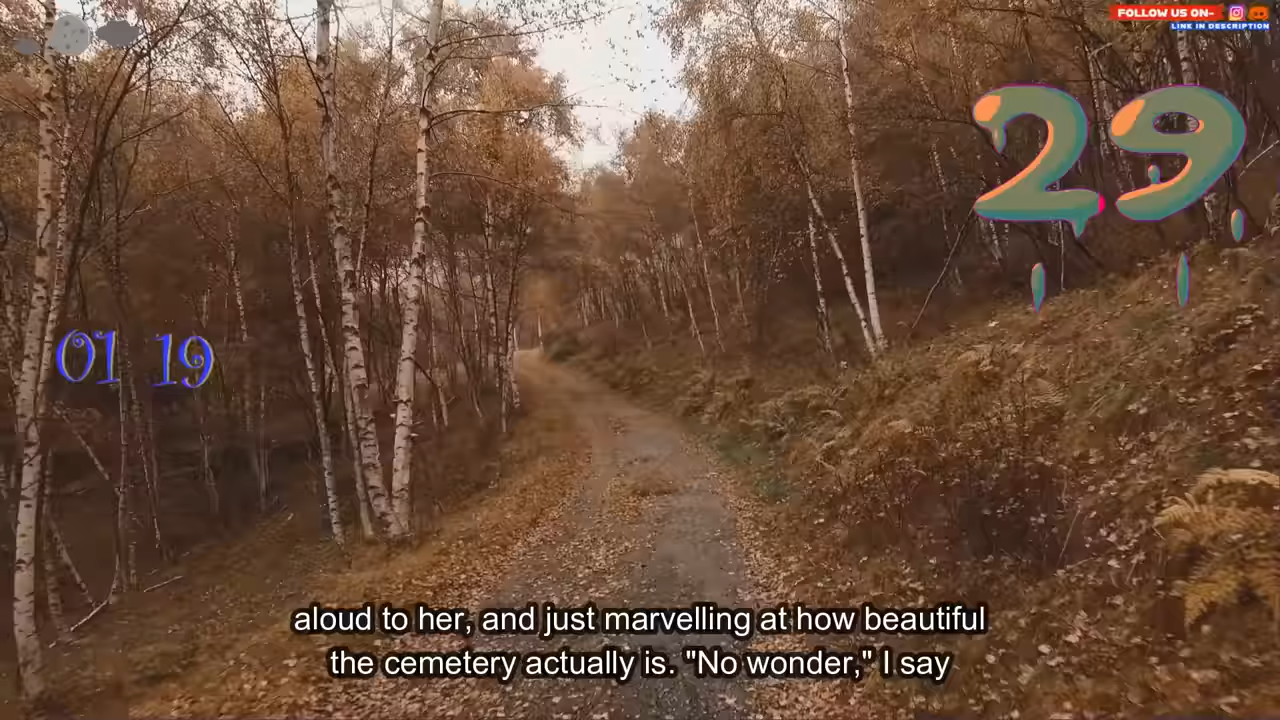 FOLLOW US ON-
LINK IN DESCRIPTION
29
01 19
aloud to her, and just marvelling at how beautiful
the cemetery actually is. "No wonder," I say